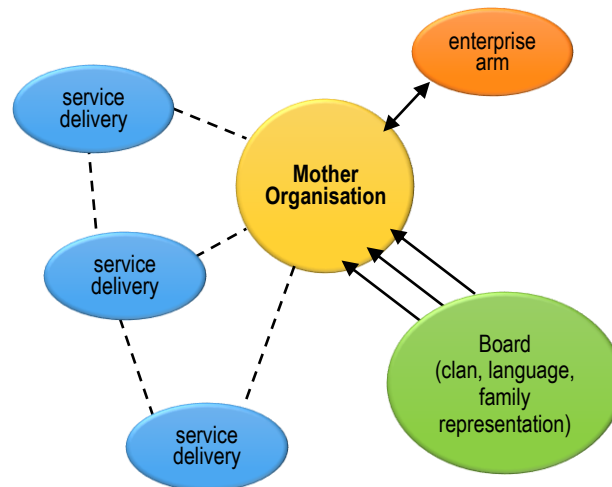 enterprise
arm
service
delivery
Mother
Organisation
service
delivery
Board
(clan, language,
family
representation)
service
delivery